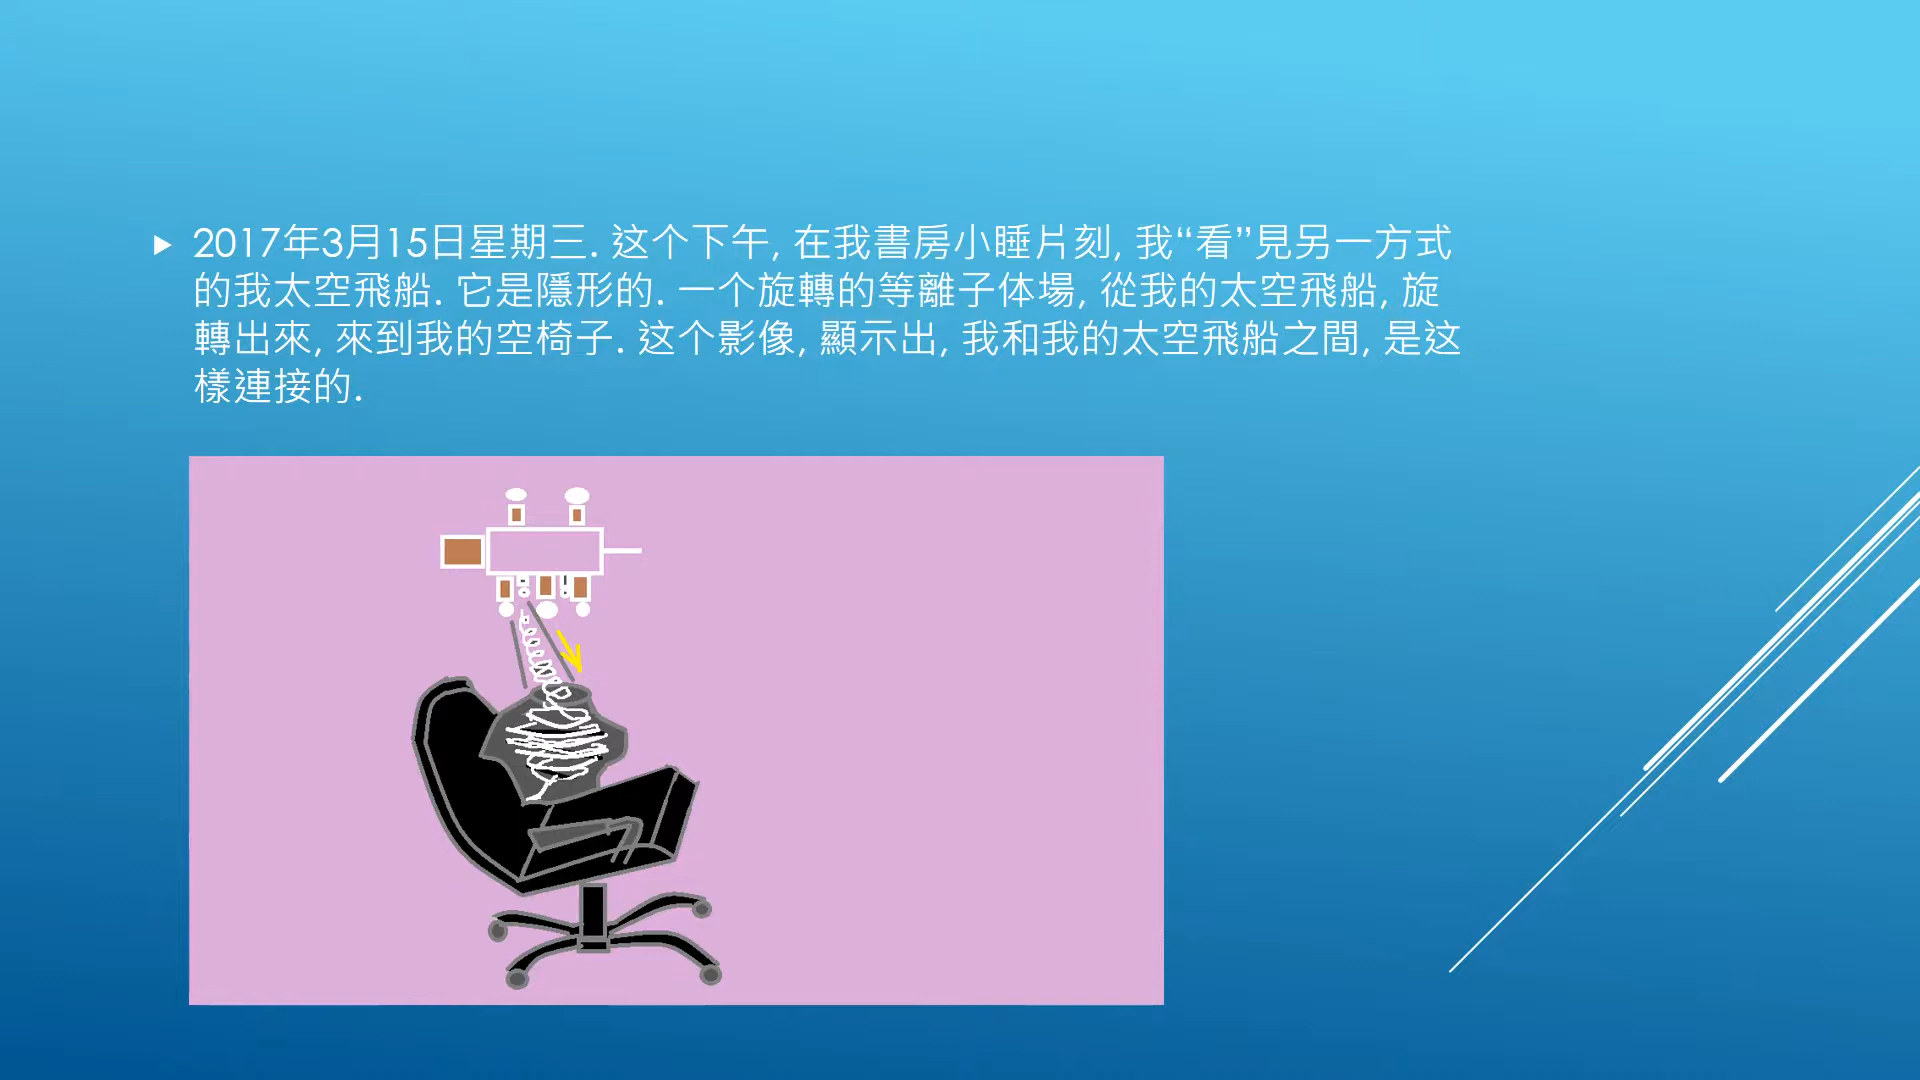 2017年3月15日星期三. 这个下午, 在我書房小睡片刻, 我“看”見另一方式
的我太空飛船. 它是隱形的. 一个旋轉的等離子体場, 從我的太空飛船, 旋
轉出來, 來到我的空椅子. 这个影像, 顯示出, 我和我的太空飛船之間, 是这
樣連接的.